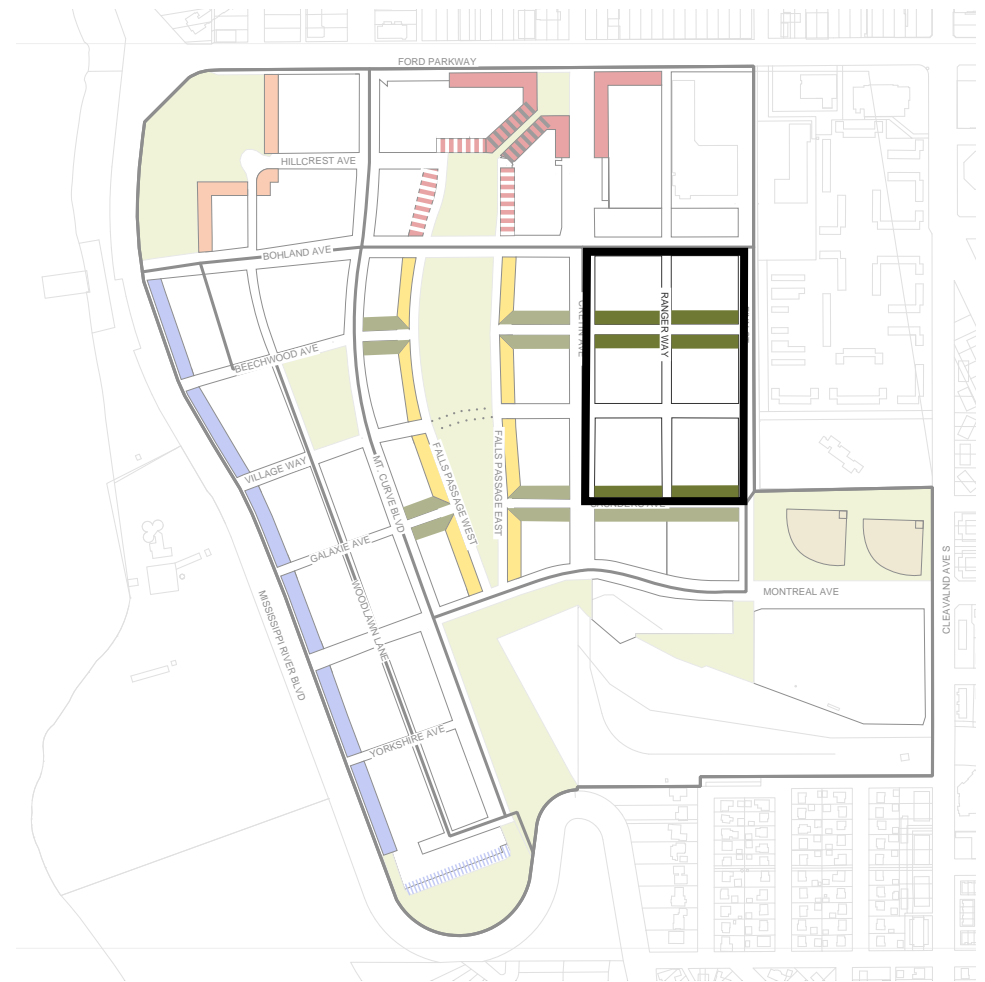 FORD PARKWAY
HILLCREST AVE
BOHLAND AVE
RANGER WAY
BEECHWOOD AVE
VILLAGE WAY
MT. CURVE BLVD
FALLS PASSAGE WEST
FALLS PASSAGE EAST
GALAXIE AVE
WOODLAWN LANE
MISSISSIPPI RIVER BLVD
MONTREAL AVE
CLEAVALND AVE S
YORKSHIRE AVE